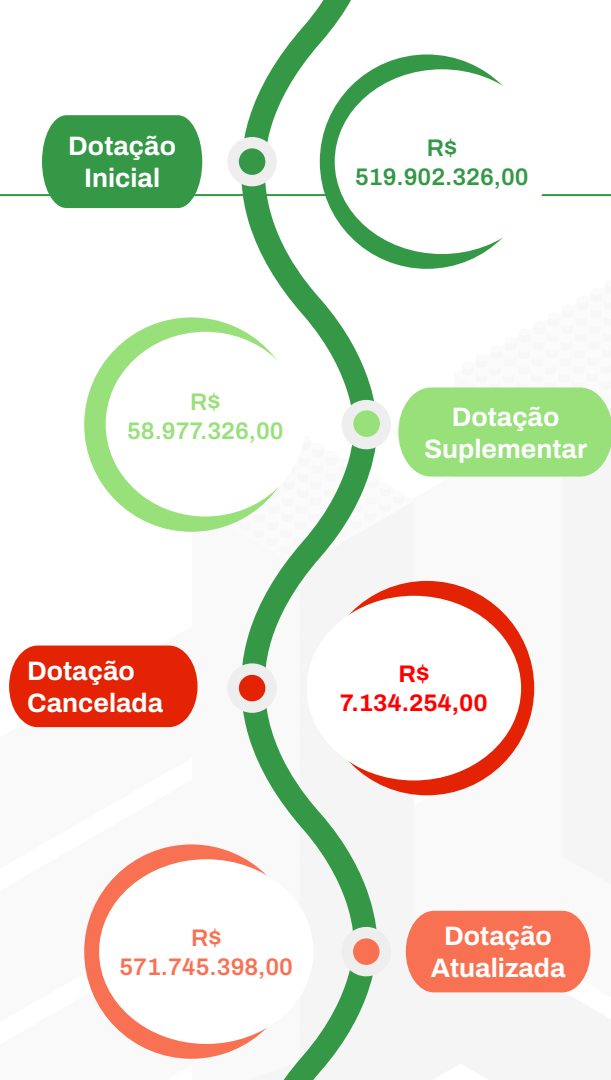 Dotação
Inicial
R$
519.902.326,00
R$
58.977.326,00
Dotação
Suplementar
Dotação
Cancelada
R$
7.134.254,00
R$
571.745.398,00
Dotação
Atualizada